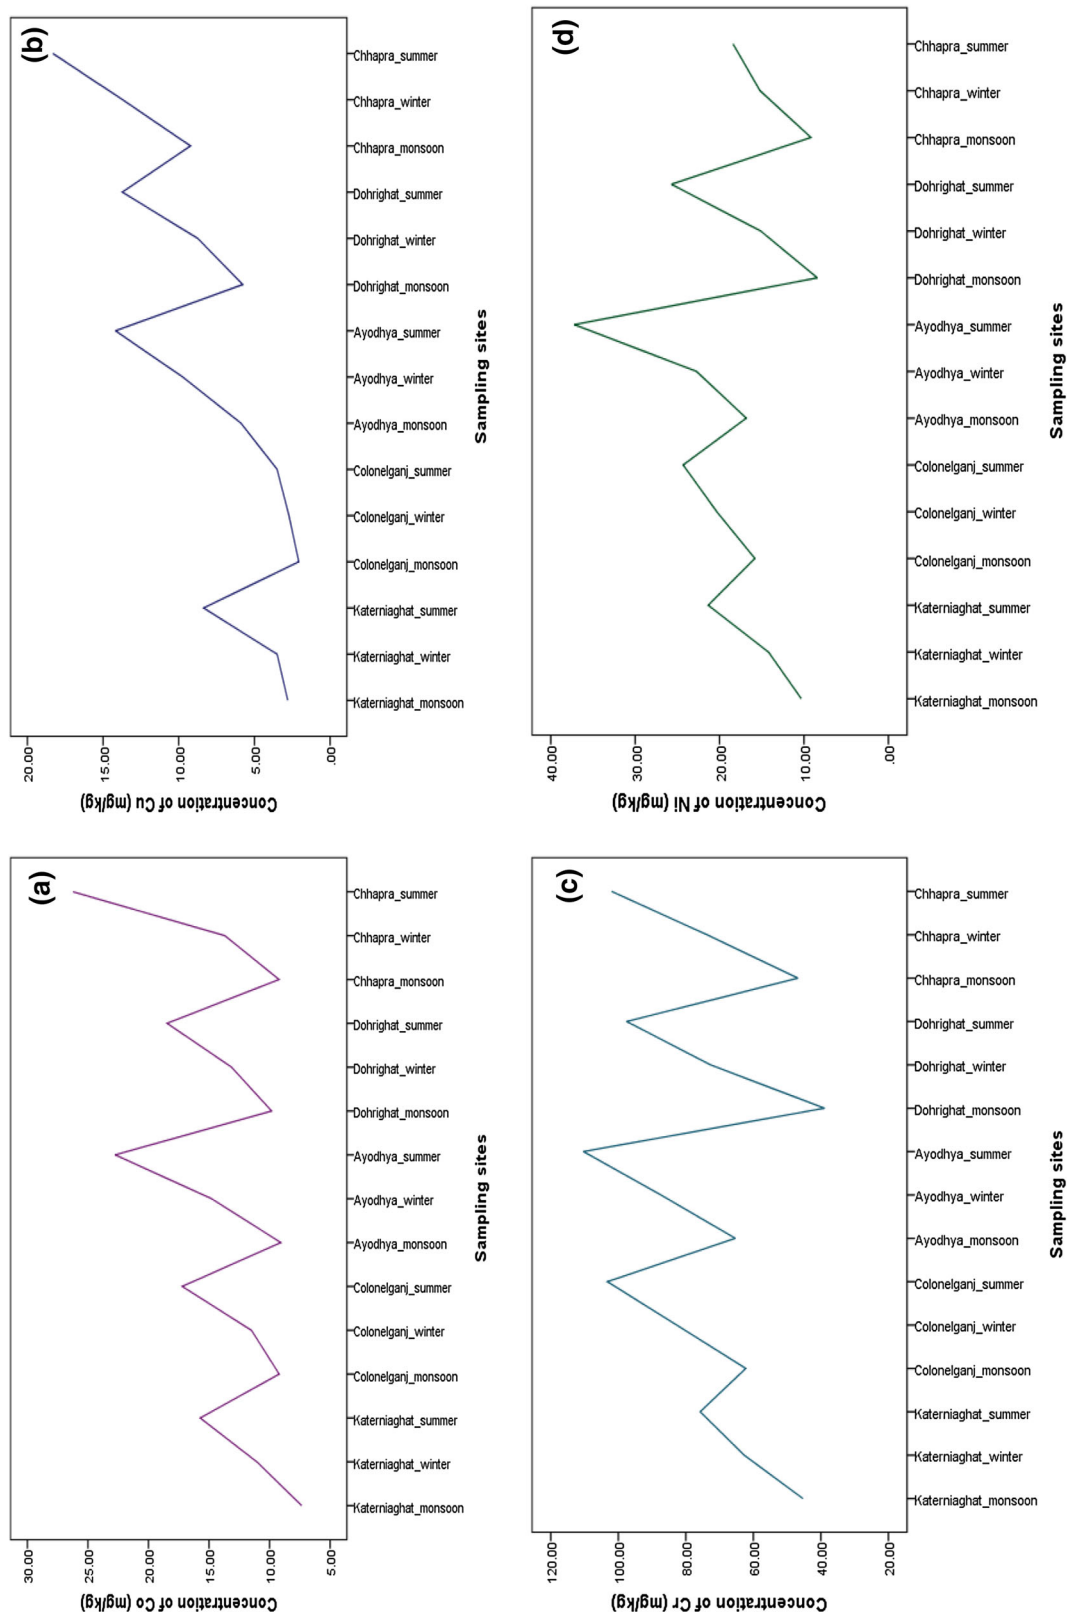 (a)
Concentration of Co (mg/kg)
30.00
25.00
20.00
15.00
10.00
5.00
Katerniaghat_monsoon
Katerniaghat_winter
Katerniaghat_summer
Colonelganj_monsoon
Colonelganj_winter
Colonelganj_summer
Ayodhya_monsoon
Ayodhya_winter
Ayodhya_summer
Dohrighat_monsoon
Dohrighat_winter
Dohrighat_summer
Chhapra_monsoon
Chhapra_winter
Chhapra_summer
Sampling sites
(b)
Concentration of Cu (mg/kg)
20.00
15.00
10.00
5.00
.00
Katerniaghat_monsoon
Katerniaghat_winter
Katerniaghat_summer
Colonelganj_monsoon
Colonelganj_winter
Colonelganj_summer
Ayodhya_monsoon
Ayodhya_winter
Ayodhya_summer
Dohrighat_monsoon
Dohrighat_winter
Dohrighat_summer
Chhapra_monsoon
Chhapra_winter
Chhapra_summer
Sampling sites
(c)
Concentration of Cr (mg/kg)
120.00
100.00
80.00
60.00
40.00
20.00
Katerniaghat_monsoon
Katerniaghat_winter
Katerniaghat_summer
Colonelganj_monsoon
Colonelganj_winter
Colonelganj_summer
Ayodhya_monsoon
Ayodhya_winter
Ayodhya_summer
Dohrighat_monsoon
Dohrighat_winter
Dohrighat_summer
Chhapra_monsoon
Chhapra_winter
Chhapra_summer
Sampling sites
(d)
Concentration of Ni (mg/kg)
40.00
30.00
20.00
10.00
.00
Katerniaghat_monsoon
Katerniaghat_winter
Katerniaghat_summer
Colonelganj_monsoon
Colonelganj_winter
Colonelganj_summer
Ayodhya_monsoon
Ayodhya_winter
Ayodhya_summer
Dohrighat_monsoon
Dohrighat_winter
Dohrighat_summer
Chhapra_monsoon
Chhapra_winter
Chhapra_summer
Sampling sites